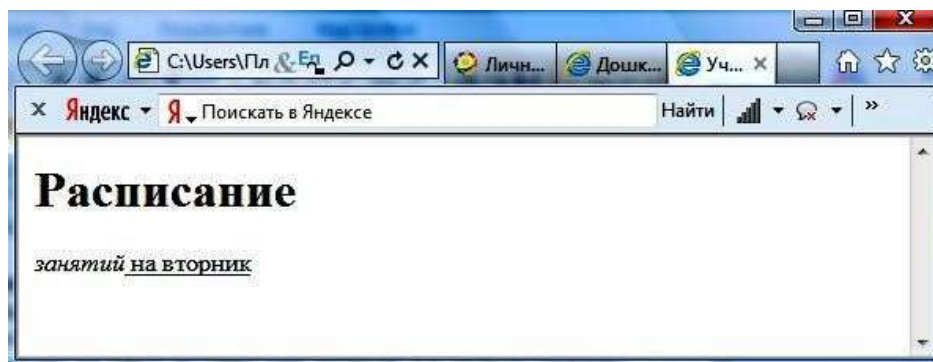 C:\Users\Пл
Личн...
Дошк...
Уч...
Яндекс
Я Поискать в Яндексе
Найти
Расписание
занятий на вторник